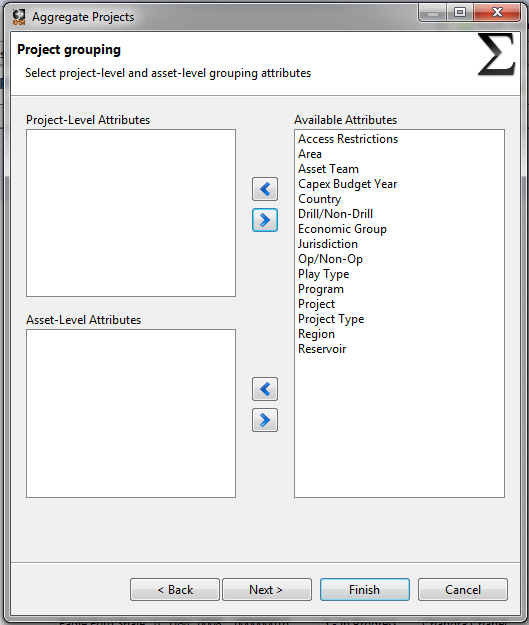 Aggregate Projects
Project grouping
Select project-level and asset-level grouping attributes
Σ
Project-Level Attributes
Available Attributes
Access Restrictions
Area
Asset Team
Capex Budget Year
Country
Drill/Non-Drill
Economic Group
Jurisdiction
Op/Non-Op
Play Type
Program
Project
Project Type
Region
Reservoir
Asset-Level Attributes
< Back
Next >
Finish
Cancel